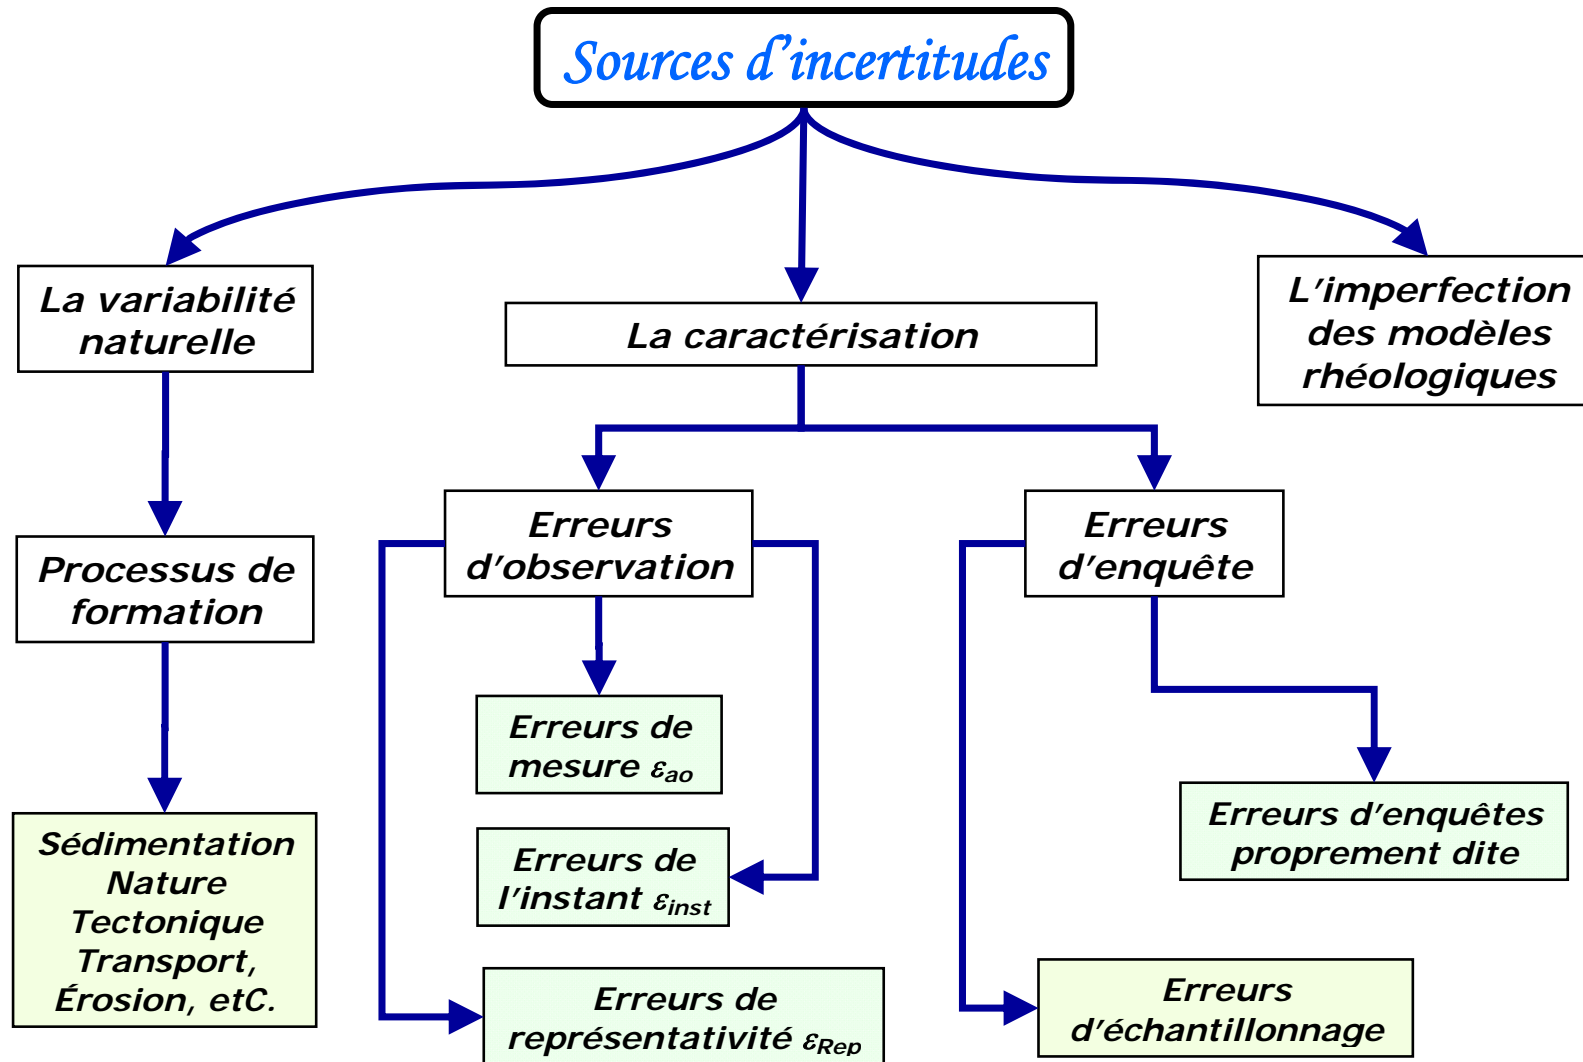 Sources d'incertitudes
La variabilité
naturelle
La caractérisation
L'imperfection
des modèles
rhéologiques
Processus de
formation
Erreurs
d'observation
Erreurs
d'enquête
Sédimentation
Nature
Tectonique
Transport,
Érosion, etC.
Erreurs de
mesure εao
Erreurs de
l'instant εinst
Erreurs de
représentativité εRep
Erreurs d'enquêtes
proprement dite
Erreurs
d'échantillonnage